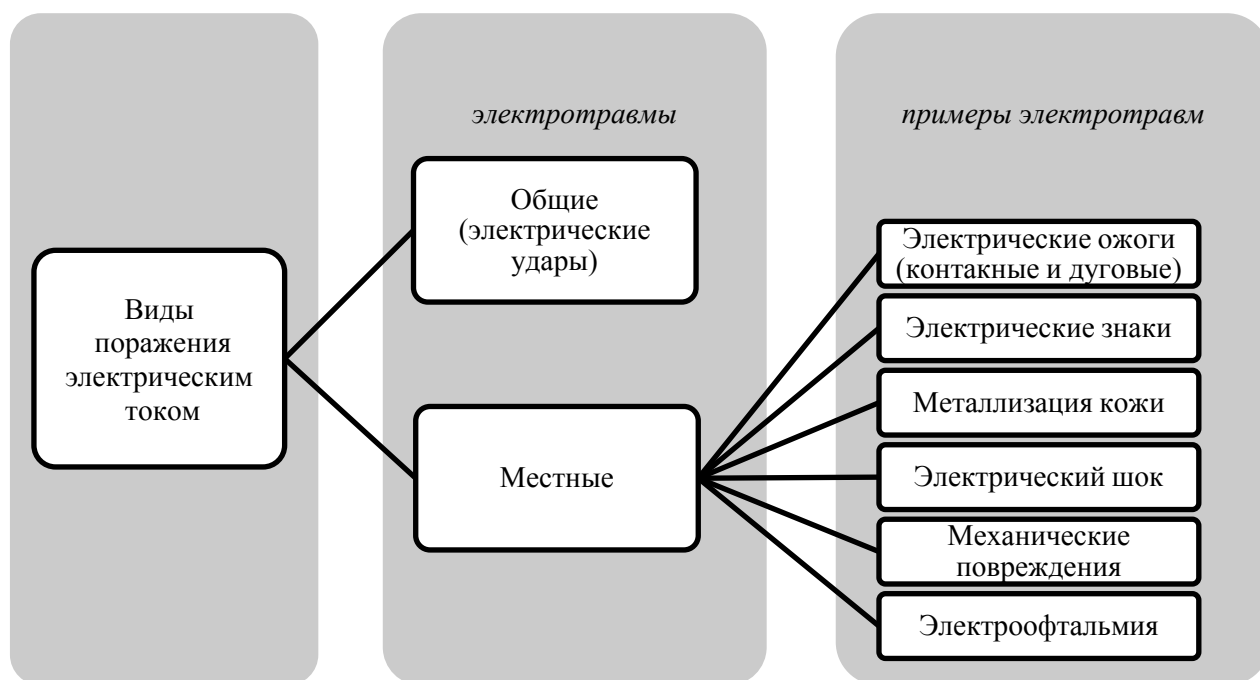 электротравмы
примеры электротравм
Виды
поражения
электрическим
током
Общие
(электрические
удары)
Местные
Электрические ожоги
(контакные и дуговые)
Электрические знаки
Металлизация кожи
Электрический шок
Механические
повреждения
Электроофтальмия